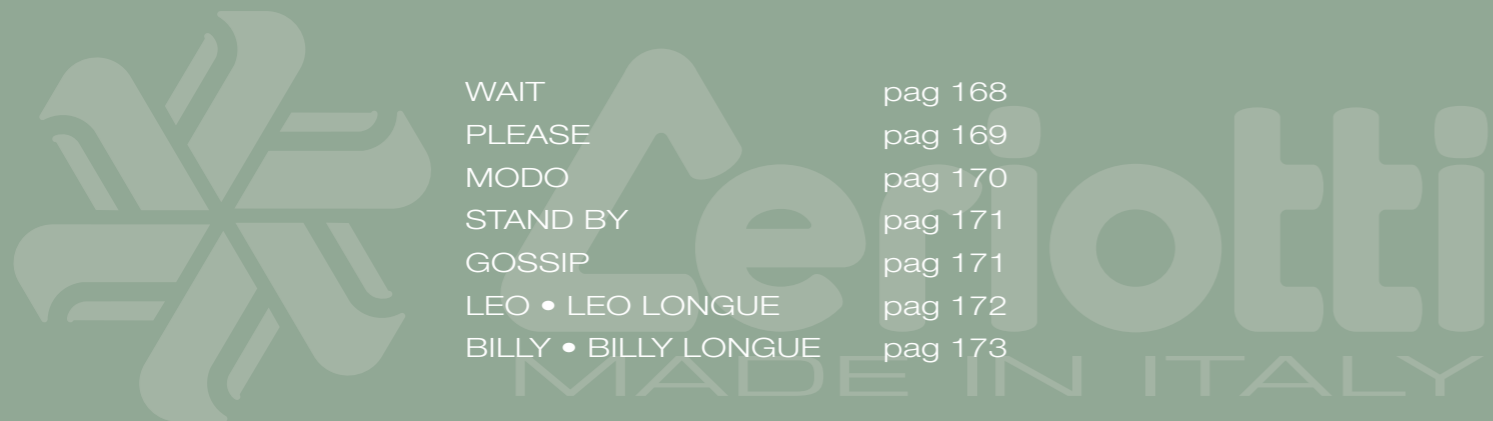 WAIT pag 168
PLEASE pag 169
MODO pag 170
STAND BY pag 171
GOSSIP pag 171
LEO • LEO LONGUE pag 172
BILLY • BILLY LONGUE pag 173
Ceriotti
MADE IN ITALY